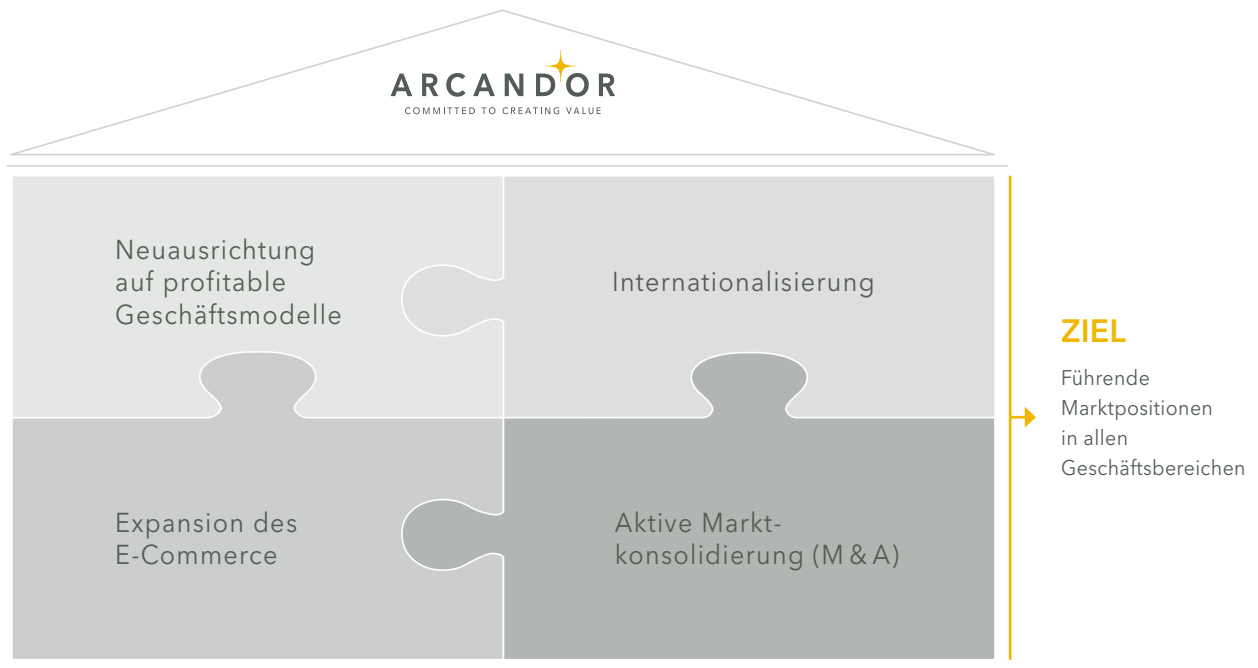 ARCANDOR
COMMITTED TO CREATING VALUE
Neuausrichtung
auf profitable
Geschäftsmodelle
Internationalisierung
Expansion des
E-Commerce
Aktive Markt-
konsolidierung (M & A)
ZIEL
Führende
Marktpositionen
in allen
Geschäftsbereichen